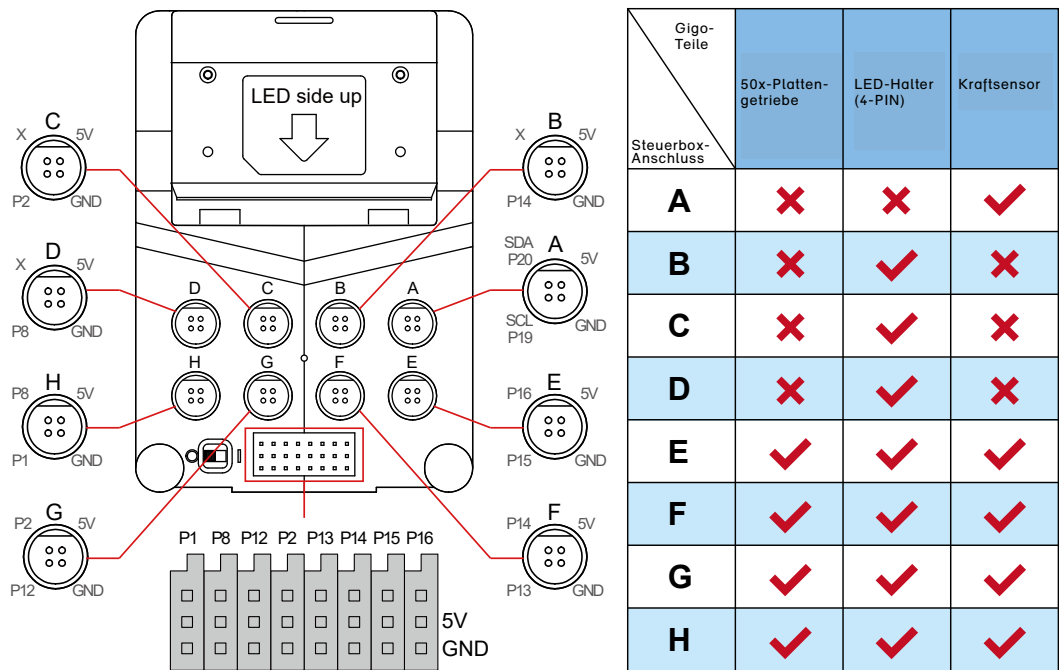 LED side up
C
X
5V
P2
GND
B
X
5V
P14
GND
D
X
5V
P8
GND
SDA
P20
A
5V
SCL
P19
GND
D C B A
H G F E
H
P8
5V
P1
GND
E
P16
5V
P15
GND
G
P2
5V
P12
GND
F
P14
5V
P13
GND
P1 P8 P12 P2 P13 P14 P15 P16
5V
GND
Gigo-
Teile
Steuerbox-
Anschluss
50x-Platten-
getriebe
LED-Halter
(4-PIN)
Kraftsensor
A
B
C
D
E
F
G
H